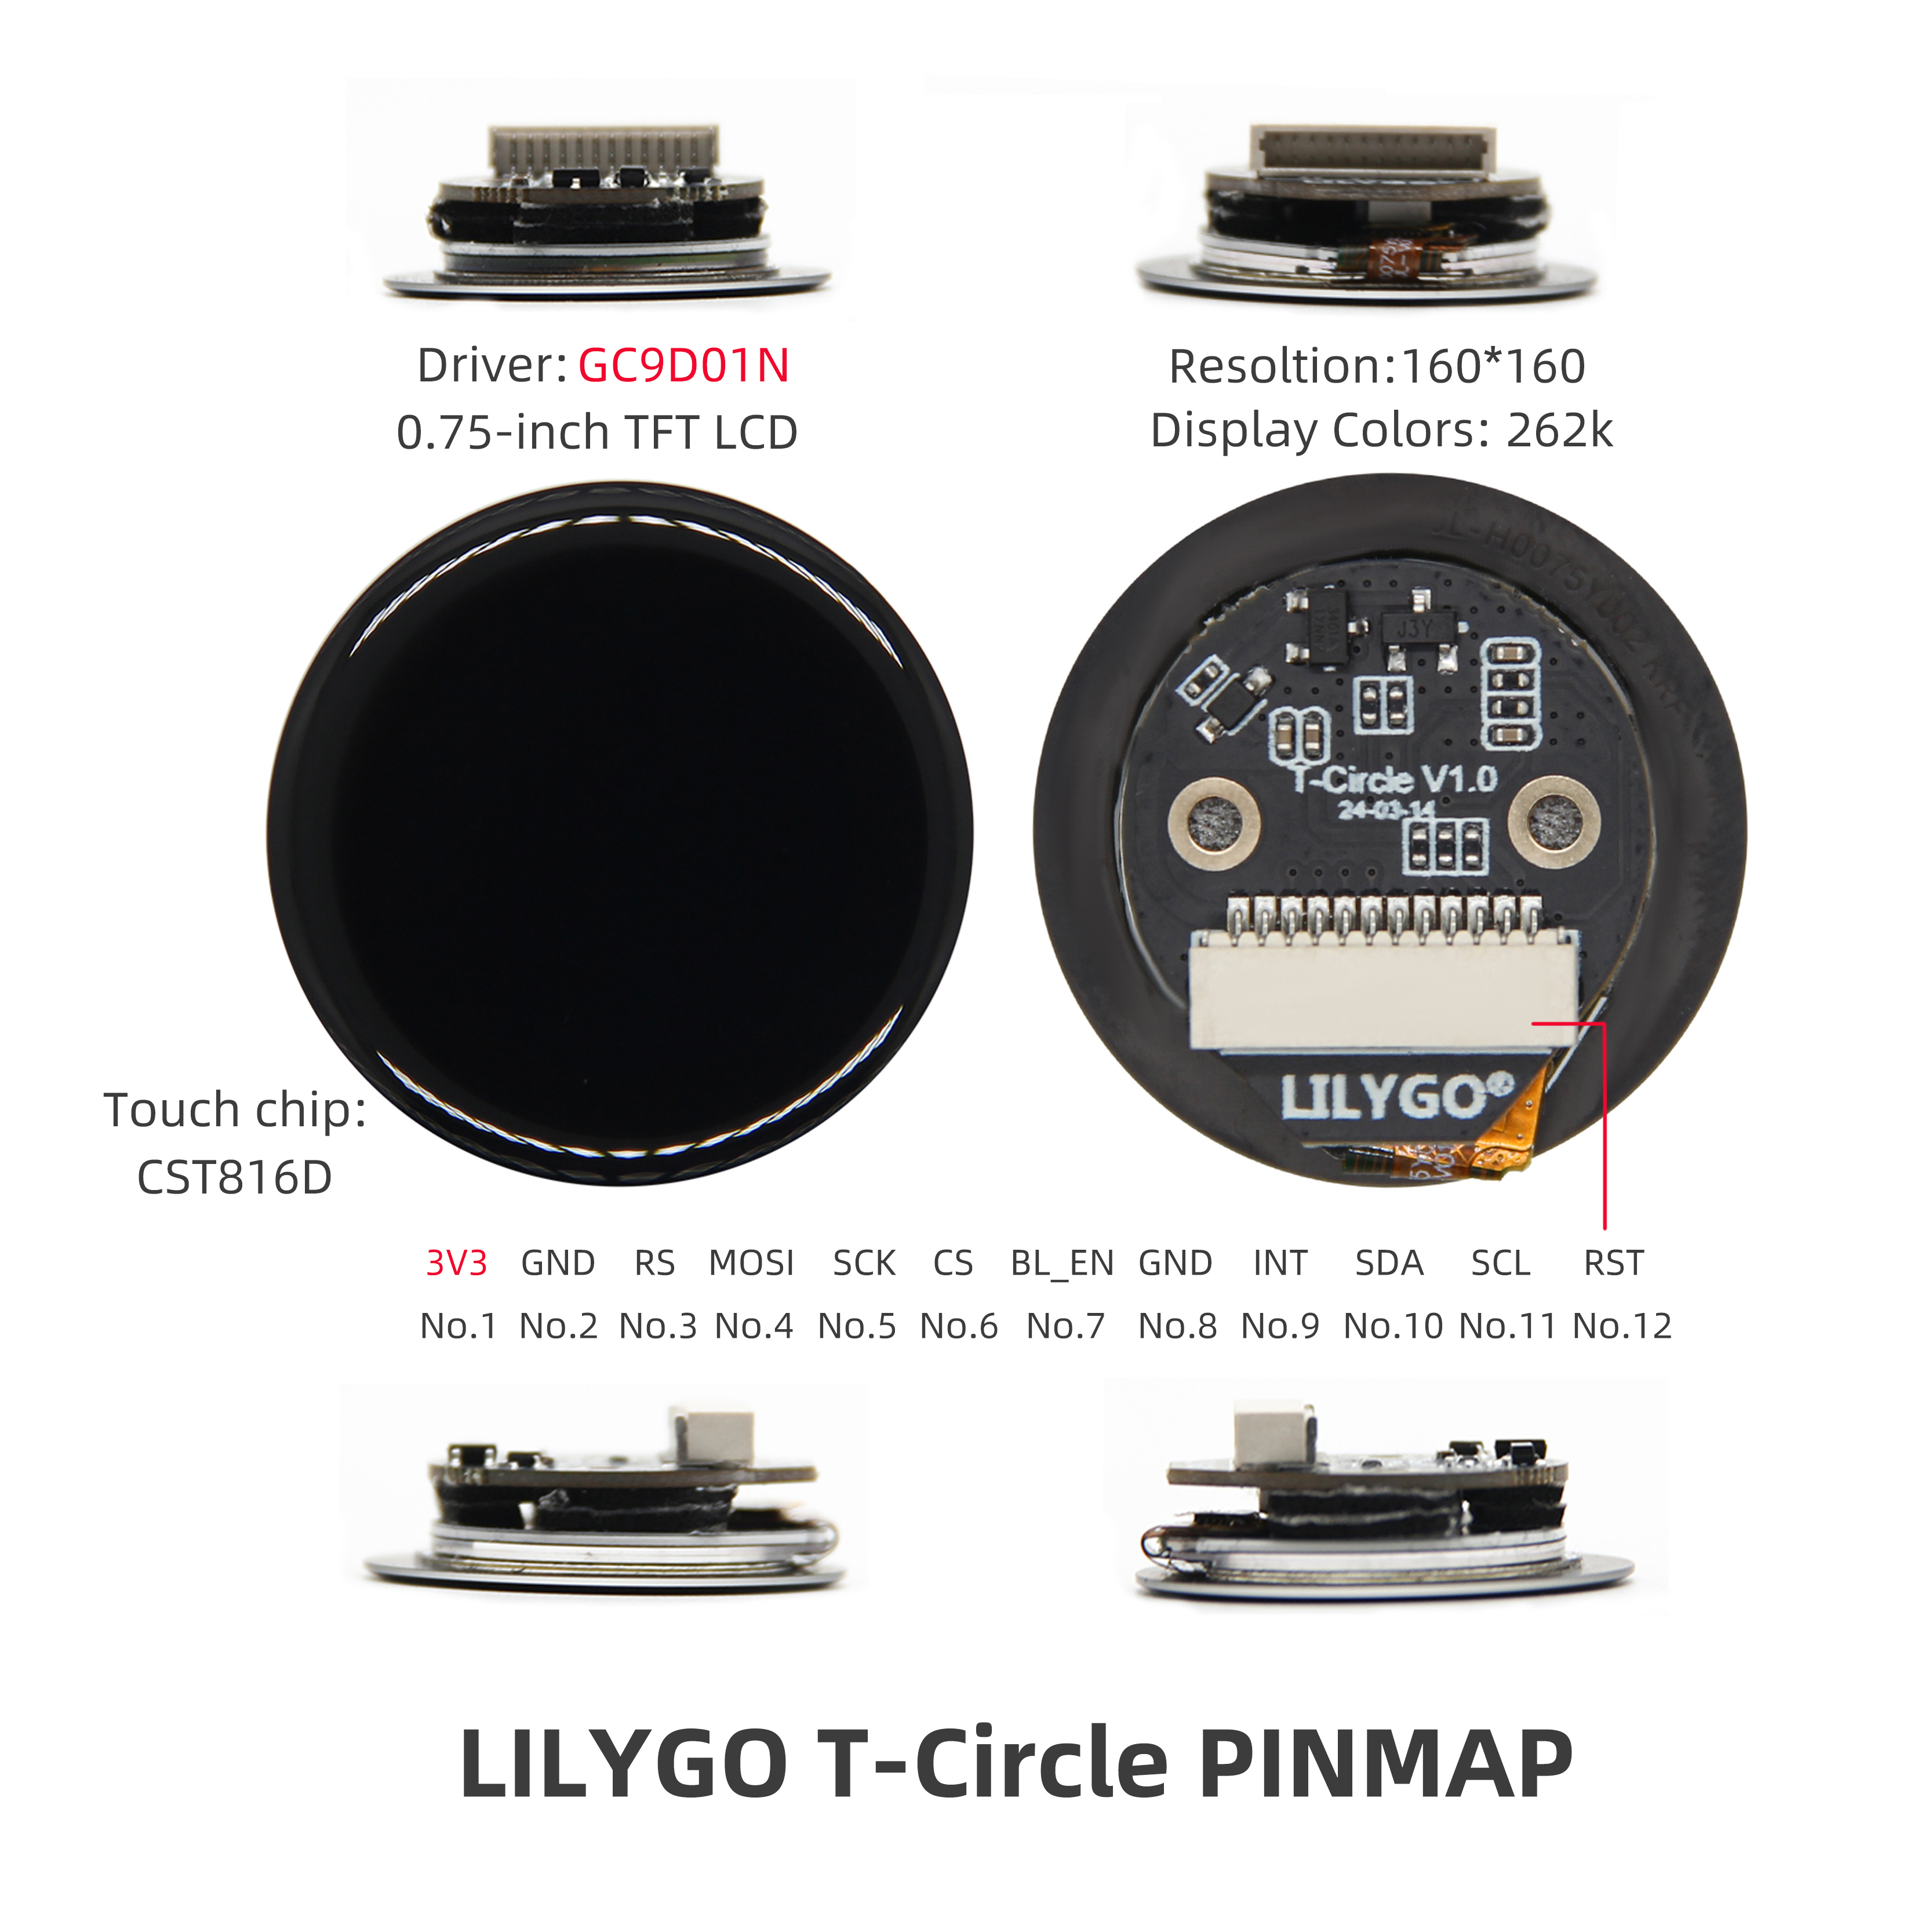 Driver: GC9D01N
0.75-inch TFT LCD
Resoltion:160*160
Display Colors: 262k
J3Y
T-Circle V1.0
24-03-14
LILYGO®
Touch chip:
CST816D
3V3 GND RS MOSI SCK CS BL_EN GND INT SDA SCL RST
No.1 No.2 No.3 No.4 No.5 No.6 No.7 No.8 No.9 No.10 No.11 No.12
LILYGO T-Circle PINMAP